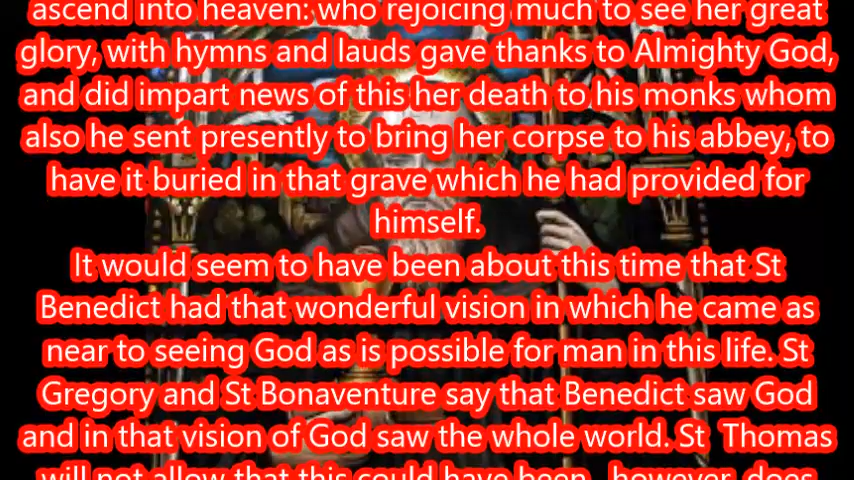 ascend into heaven: who rejoicing much to see her great
glory, with hymns and lauds gave thanks to Almighty God,
and did impart news of this her death to his monks whom
also he sent presently to bring her corpse to his abbey, to
have it buried in that grave which he had provided for
himself.
It would seem to have been about this time that St
Benedict had that wonderful vision in which he came as
near to seeing God as is possible for man in this life. St
Gregory and St Bonaventure say that Benedict saw God
and in that vision of God saw the whole world. St  Thomas
will not allow that this could have been.  however, does